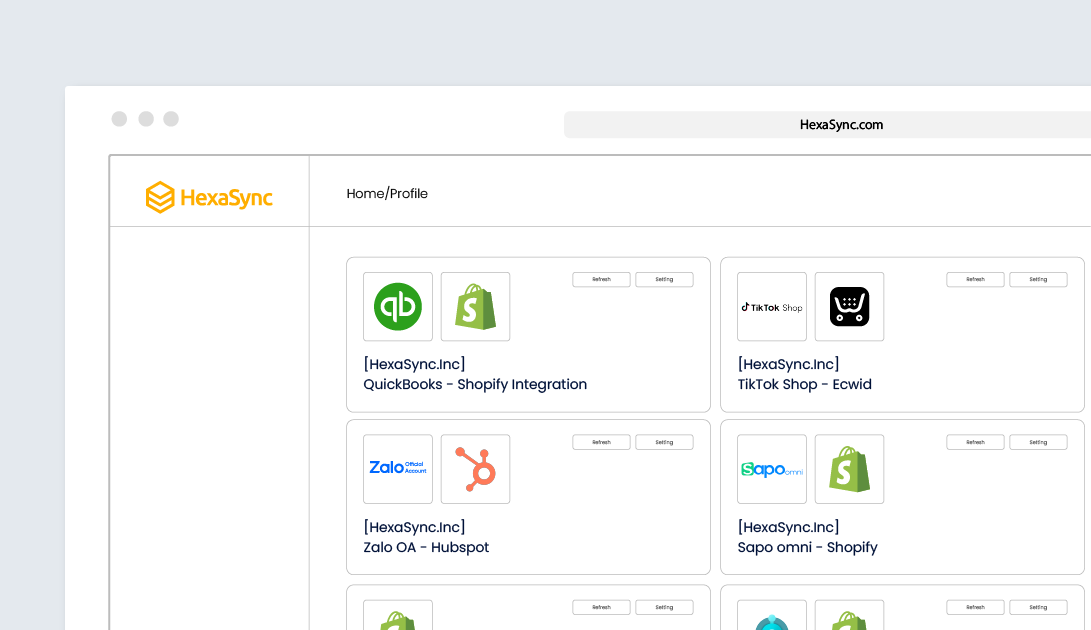 HexaSync.com
HexaSync
Home/Profile
qb
Refresh
Setting
[HexaSync.Inc]
QuickBooks - Shopify Integration
TikTok Shop
Refresh
Setting
[HexaSync.Inc]
TikTok Shop - Ecwid
Zalo Official Account
Refresh
Setting
[HexaSync.Inc]
Zalo OA - Hubspot
Sapo omni
S
Refresh
Setting
[HexaSync.Inc]
Sapo omni - Shopify
Refresh
Setting
Refresh
Setting